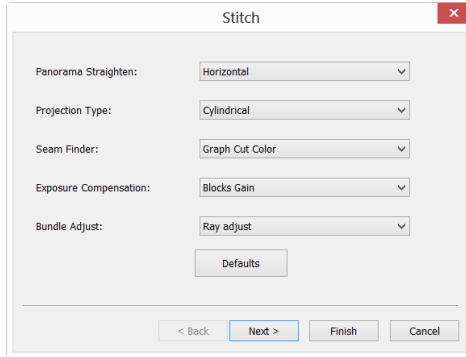 Stitch
Panorama Straighten: Horizontal
Projection Type: Cylindrical
Seam Finder: Graph Cut Color
Exposure Compensation: Blocks Gain
Bundle Adjust: Ray adjust
Defaults
< Back Next > Finish Cancel